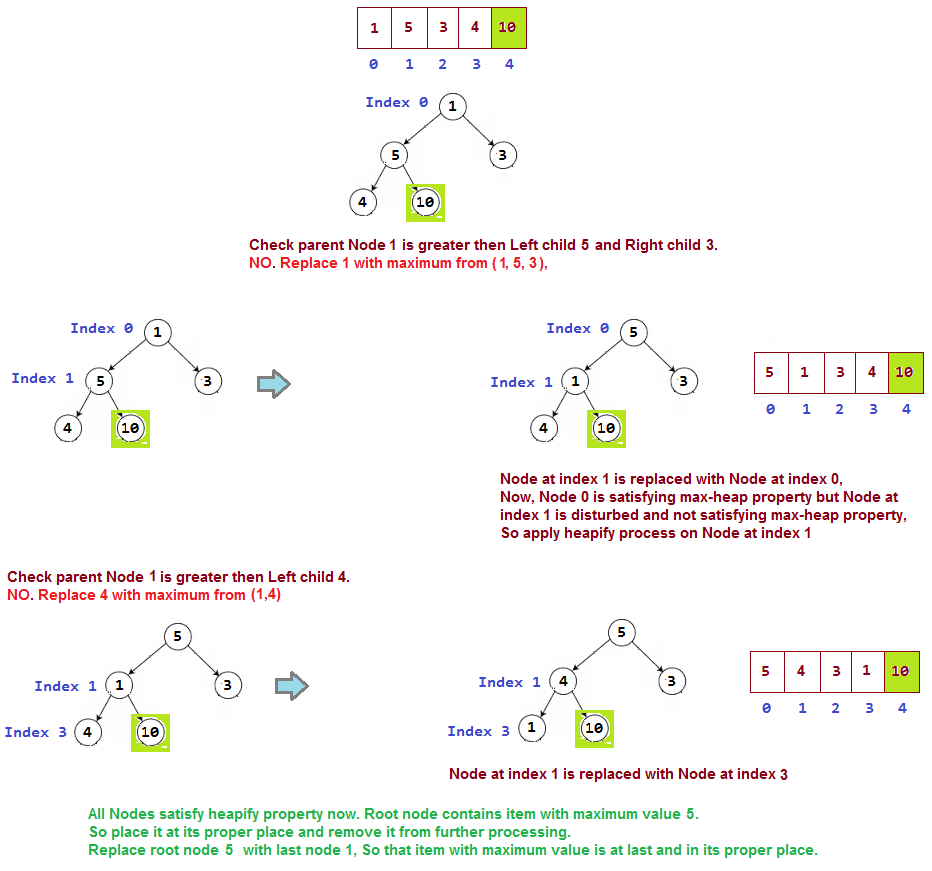 1 5 3 4 10
0 1 2 3 4
Index 0 1
5 3
4 10
Check parent Node 1 is greater then Left child 5 and Right child 3.
NO. Replace 1 with maximum from (1, 5, 3),
Index 0 1
Index 1 5 3
4 10
Index 0 5
Index 1 1 3
4 10
5 1 3 4 10
0 1 2 3 4
Node at index 1 is replaced with Node at index 0,
Now, Node 0 is satisfying max-heap property but Node at
index 1 is disturbed and not satisfying max-heap property,
So apply heapify process on Node at index 1
Check parent Node 1 is greater then Left child 4.
NO. Replace 4 with maximum from (1,4)
5
Index 1 1 3
Index 3 4 10
5
Index 1 4 3
Index 3 1 10
5 4 3 1 10
0 1 2 3 4
Node at index 1 is replaced with Node at index 3
All Nodes satisfy heapify property now. Root node contains item with maximum value 5.
So place it at its proper place and remove it from further processing.
Replace root node 5 with last node 1, So that item with maximum value is at last and in its proper place.